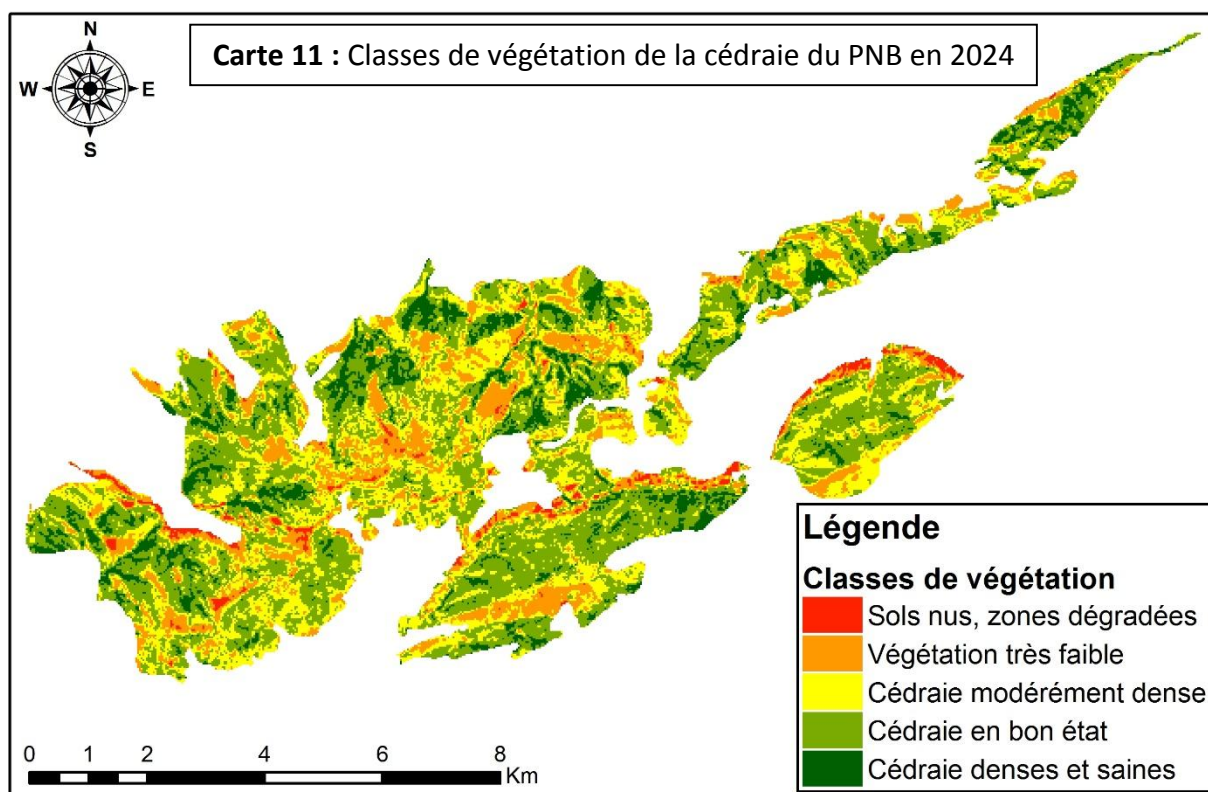 Carte 11 : Classes de végétation de la cédraie du PNB en 2024
N
W E
S
Légende
Classes de végétation
Sols nus, zones dégradées
Végétation très faible
Cédraie modérément dense
Cédraie en bon état
Cédraie denses et saines
0 1 2 4 6 8
Km